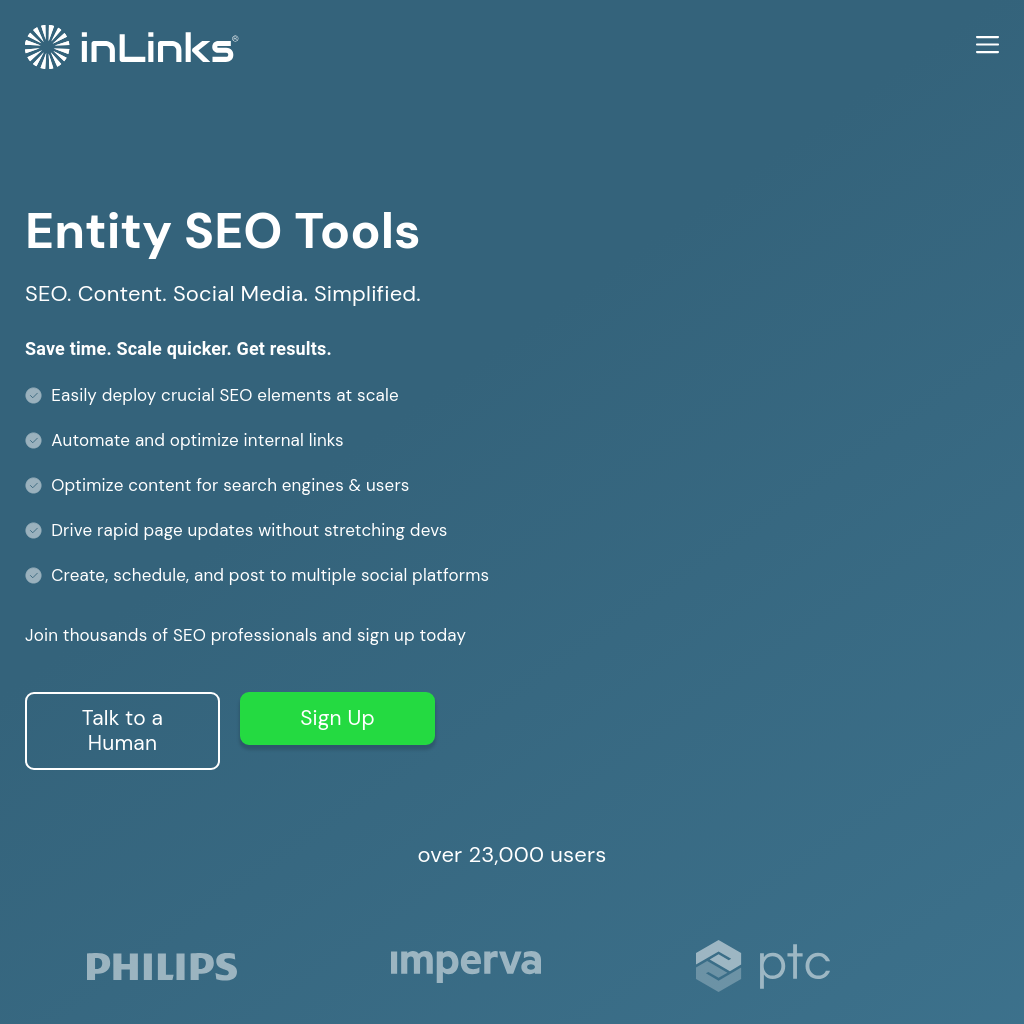 inLinks®
Entity SEO Tools
SEO. Content. Social Media. Simplified.
Save time. Scale quicker. Get results.
Easily deploy crucial SEO elements at scale
Automate and optimize internal links
Optimize content for search engines & users
Drive rapid page updates without stretching devs
Create, schedule, and post to multiple social platforms
Join thousands of SEO professionals and sign up today
Talk to a
Human
Sign Up
over 23,000 users
PHILIPS
imperva
ptc